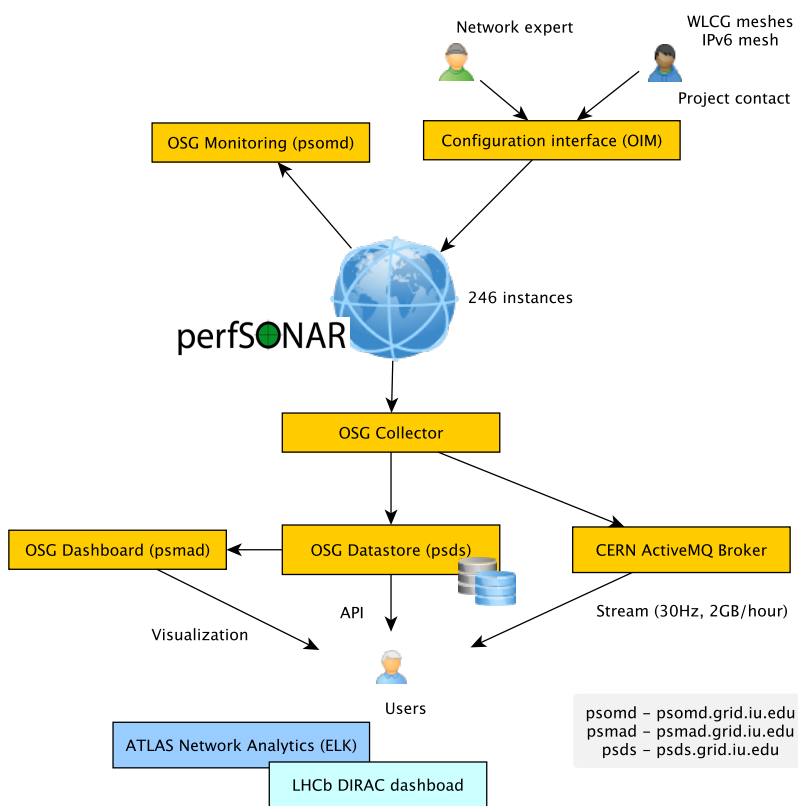 Network expert
WLCG meshes
IPv6 mesh
Project contact
OSG Monitoring (psomd)
Configuration interface (OIM)
246 instances
perfSONAR
OSG Collector
OSG Dashboard (psmad)
OSG Datastore (psds)
CERN ActiveMQ Broker
API
Stream (30Hz, 2GB/hour)
Visualization
Users
psomd - psomd.grid.iu.edu
psmad - psmad.grid.iu.edu
psds - psds.grid.iu.edu
ATLAS Network Analytics (ELK)
LHCb DIRAC dashboad